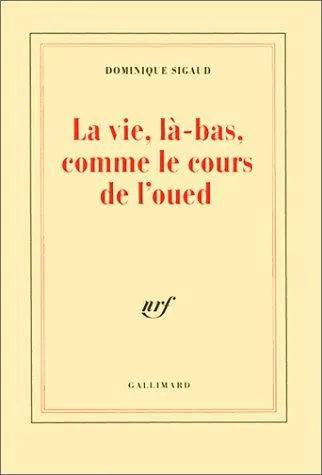 DOMINIQUE SIGAUD
La vie, là-bas,
comme le cours
de l'oued
nrf
GALLIMARD